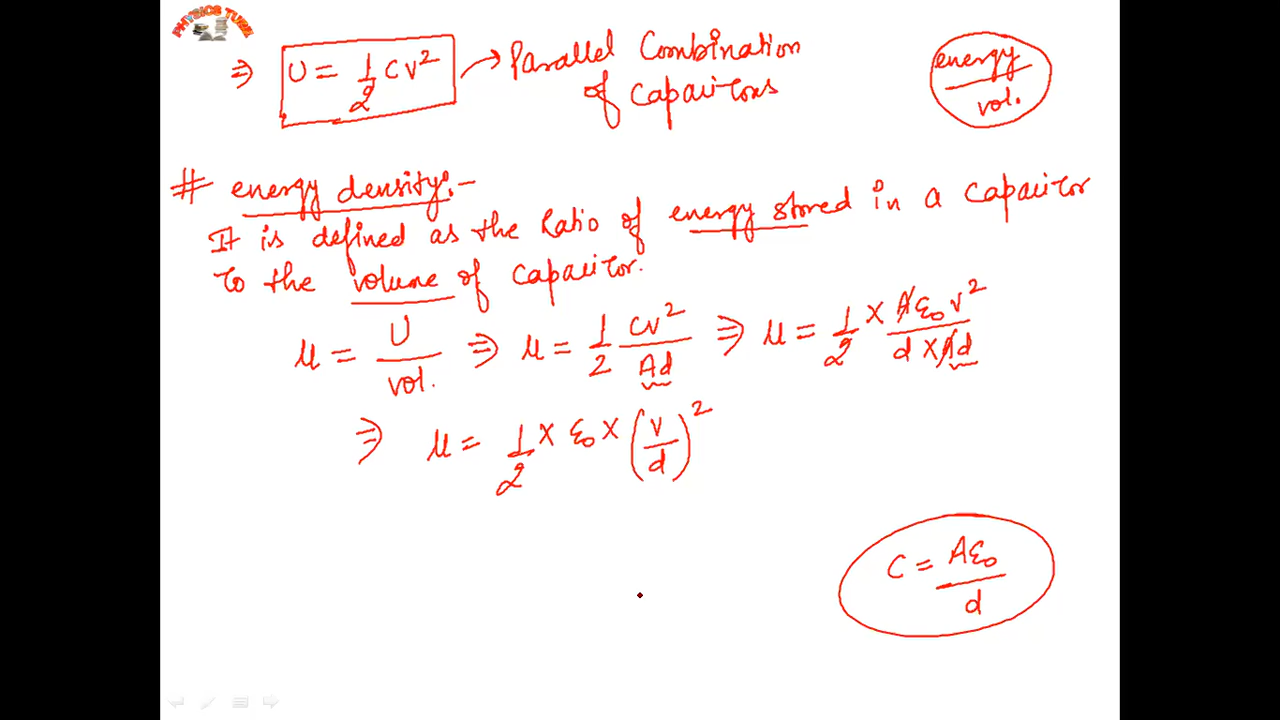 PHYSICS TUBE
⇒ U = 1/2 CV² → Parallel Combination
of Capacitors
energy/vol.
# energy density:-
It is defined as the Ratio of energy stored in a Capacitor
to the volume of Capacitor.
u = U/vol. ⇒ u = 1/2 CV²/Ad ⇒ u = 1/2 × Aε₀V²/d×Ad
⇒ u = 1/2 × ε₀ × (V/d)²
C = Aε₀/d